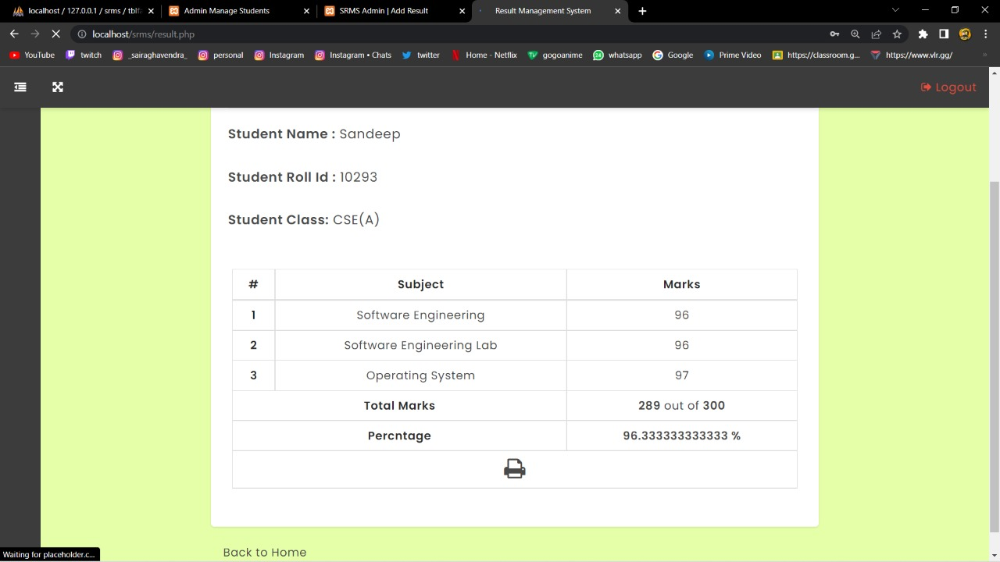 localhost / 127.0.0.1 / srms / tblfa
Admin Manage Students
SRMS Admin | Add Result
Result Management System
localhost/srms/result.php
YouTube twitch _sairaghavendra_ personal Instagram Instagram • Chats twitter Home - Netflix gogoanime whatsapp Google Prime Video https://classroom.g... https://www.vlr.gg/ »
Logout
Student Name : Sandeep
Student Roll Id : 10293
Student Class: CSE(A)
# Subject Marks
1 Software Engineering 96
2 Software Engineering Lab 96
3 Operating System 97
Total Marks 289 out of 300
Percntage 96.333333333333 %
Back to Home
Waiting for placeholder.c...